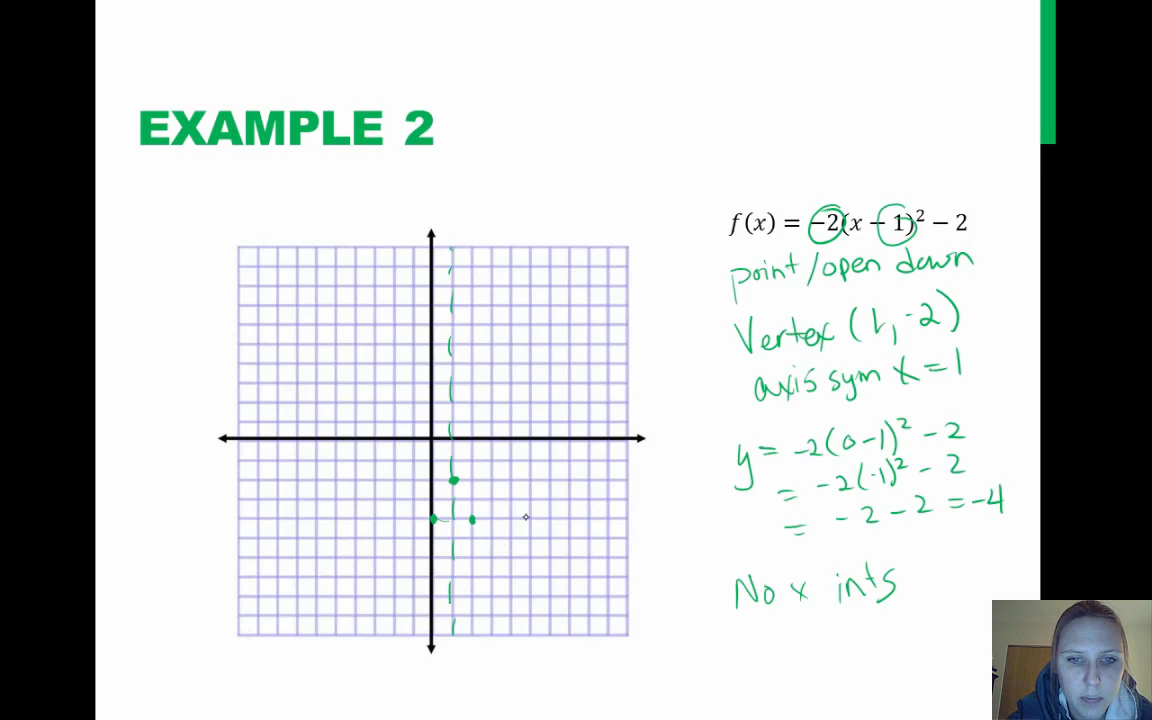 EXAMPLE 2
f(x) = −2(x − 1)² − 2
point/open down
Vertex (1, -2)
axis sym x = 1
y = -2(0-1)² - 2
= -2(-1)² - 2
= -2 - 2 = -4
No x ints